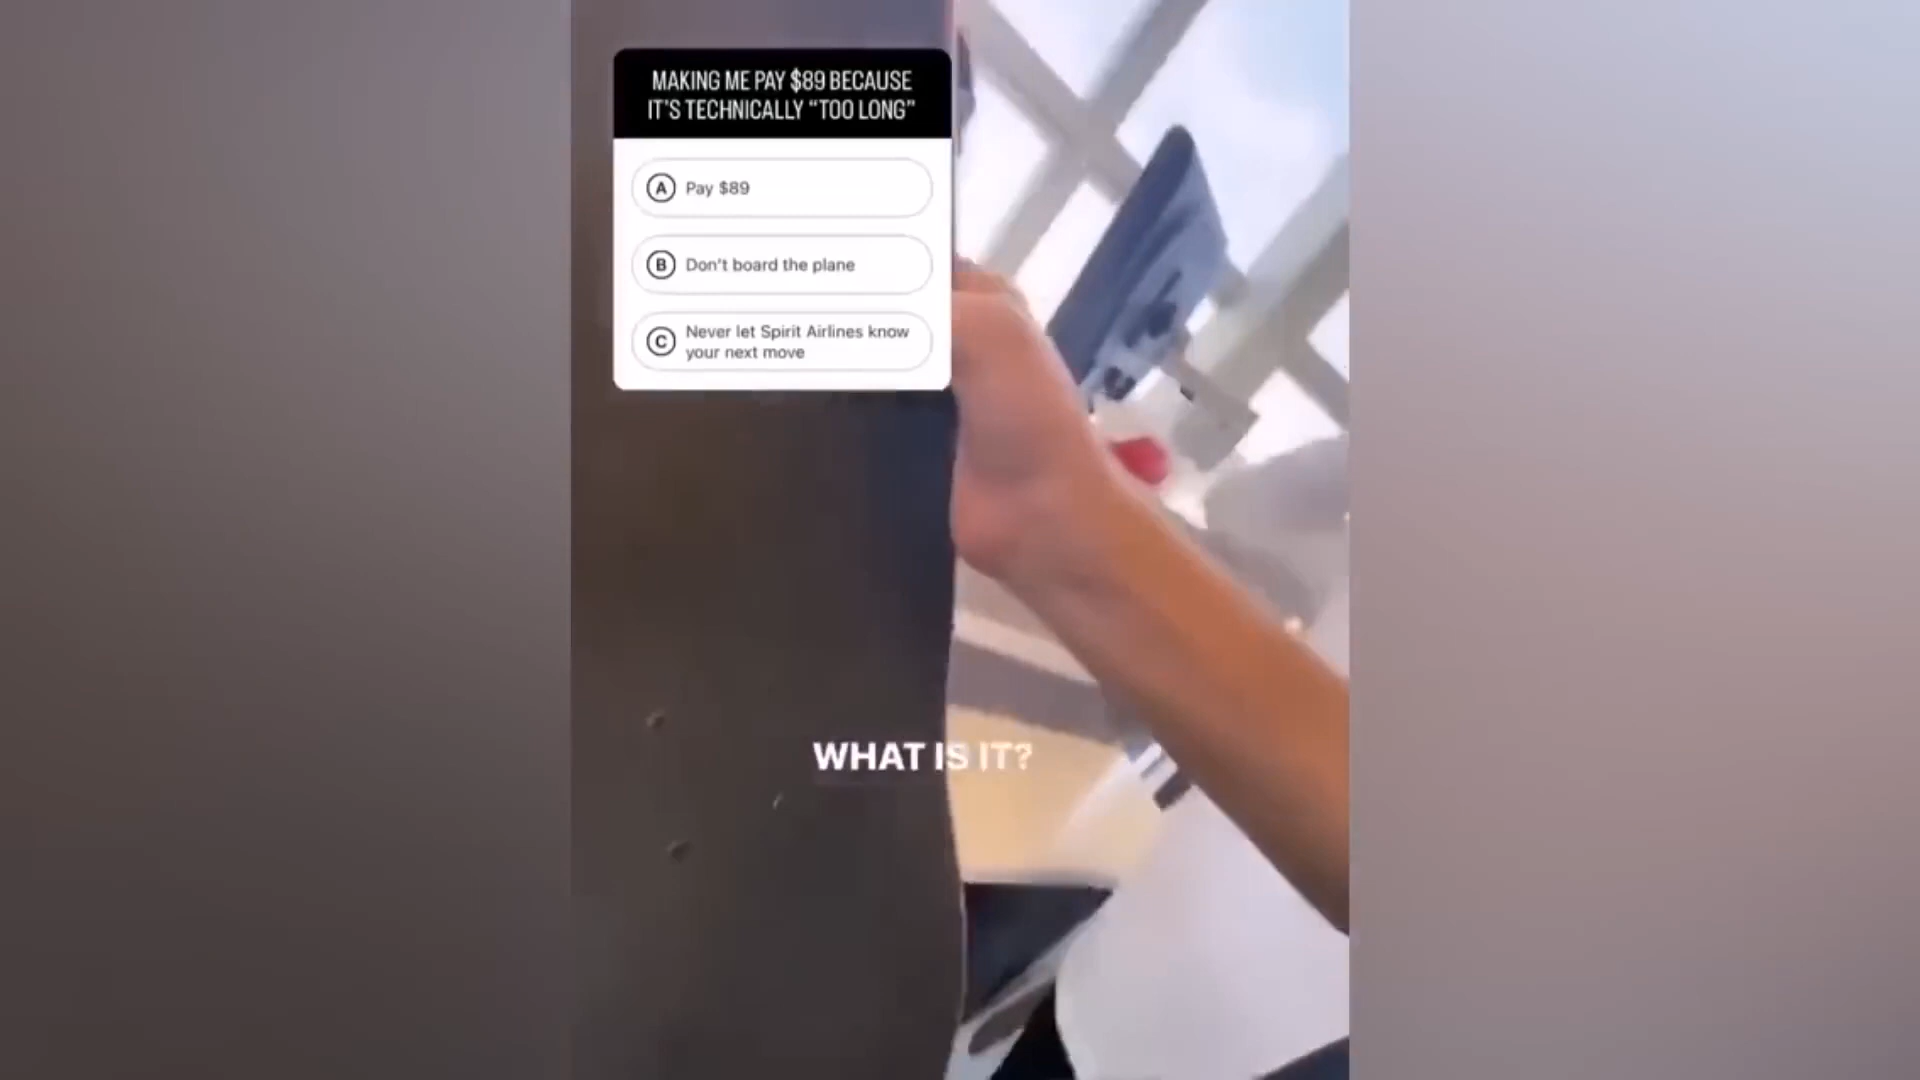 MAKING ME PAY $89 BECAUSE
IT'S TECHNICALLY “TOO LONG”
A Pay $89
B Don't board the plane
C Never let Spirit Airlines know
your next move
WHAT IS IT?